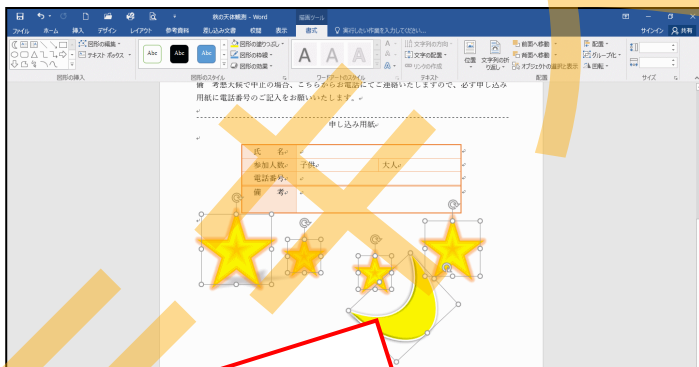 秋の天体観測 - Word
描画ツール
ファイル
ホーム
挿入
デザイン
レイアウト
参考資料
差し込み文書
校閲
表示
書式
実行したい作業を入力してください...
サインイン
共有
図形の編集
テキスト ボックス
図形の挿入
Abc
Abc
Abc
図形の塗りつぶし
図形の枠線
図形の効果
図形のスタイル
A
A
A
ワードアートのスタイル
文字列の方向
文字の配置
リンクの作成
テキスト
位置
文字列の折り返し
前面へ移動
背面へ移動
オブジェクトの選択と表示
配置
グループ化
回転
配置
サイズ
備 考悪天候で中止の場合、こちらからお電話にてご連絡いたしますので、必ず申し込み
用紙に電話番号のご記入をお願いいたします。
申し込み用紙
氏 名
参加人数 子供 大人
電話番号
備 考